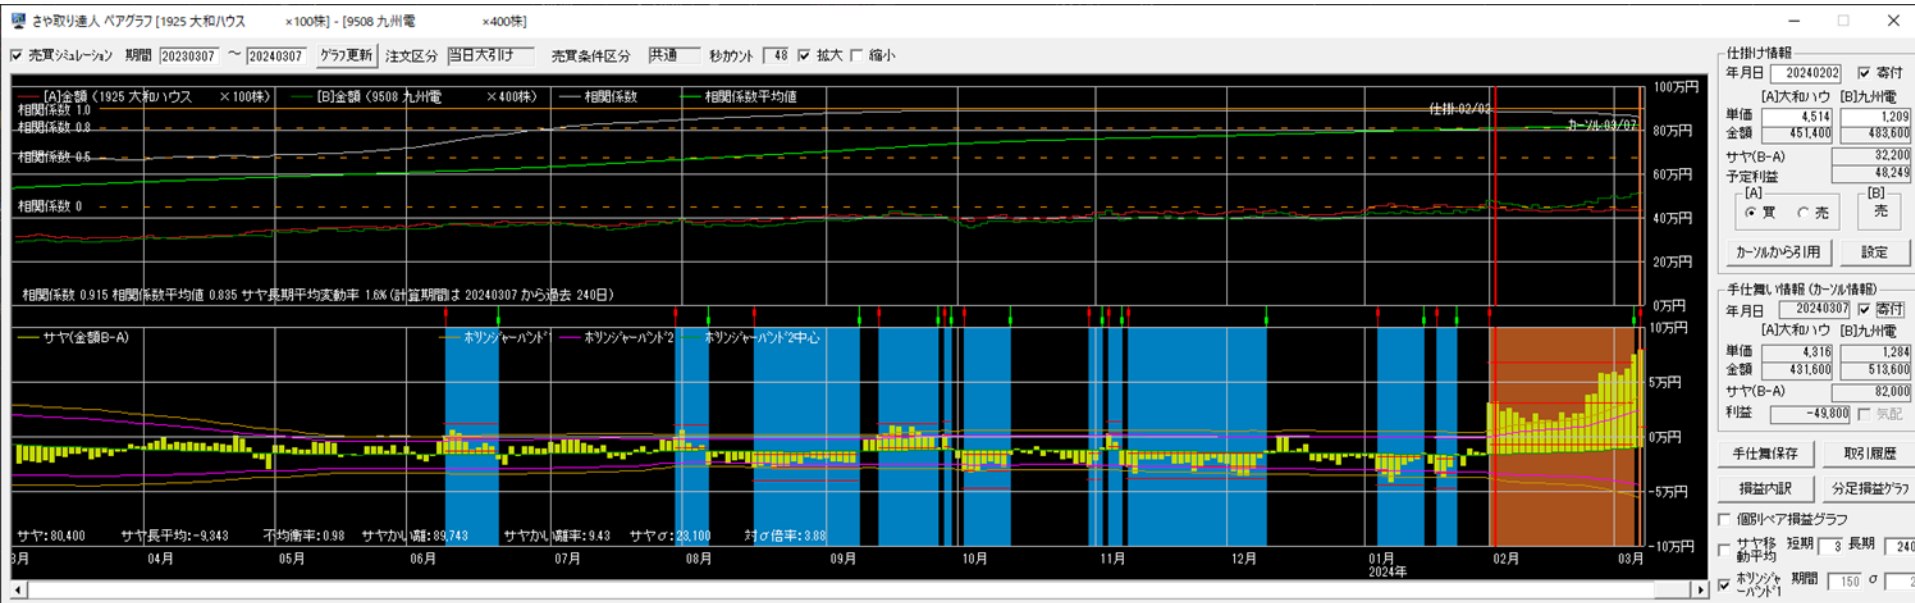 さや取り達人 ペアグラフ [1925 大和ハウス ×100株] - [9508 九州電 ×400株]
売買シミュレーション 期間 20230307 ～ 20240307 グラフ更新 注文区分 当日大引け 売買条件区分 共通 秒カウント 48 拡大 縮小
[A]金額 (1925 大和ハウス ×100株) [B]金額 (9508 九州電 ×400株) 相関係数 相関係数平均値
相関係数 1.0
相関係数 0.8
相関係数 0.5
相関係数 0
仕掛:02/02
カーソル:03/07
100万円
80万円
60万円
40万円
20万円
0万円
相関係数 0.915 相関係数平均値 0.835 サヤ長期平均変動率 1.6% (計算期間は 20240307 から過去 240日)
サヤ(金額B-A) ボリンジャーバンド1 ボリンジャーバンド2 ボリンジャーバンド2中心
10万円
5万円
0万円
-5万円
-10万円
サヤ:80,400 サヤ長平均:-9,343 不均衡率:0.98 サヤかい離:89,743 サヤかい離率:9.43 サヤσ:23,100 対σ倍率:3.88
3月 04月 05月 06月 07月 08月 09月 10月 11月 12月 01月 02月 03月
2024年
仕掛け情報
年月日 20240202 寄付
[A]大和ハウ [B]九州電
単価 4,514 1,209
金額 451,400 483,600
サヤ(B-A) 32,200
予定利益 48,249
[A] [B]
買 売 売
カーソルから引用 設定
手仕舞い情報 (カーソル情報)
年月日 20240307 寄付
[A]大和ハウ [B]九州電
単価 4,316 1,284
金額 431,600 513,600
サヤ(B-A) 82,000
利益 -49,800 気配
手仕舞保存 取引履歴
損益内訳 分足損益グラフ
個別ペア損益グラフ
サヤ移動平均 短期 3 長期 240
ボリンジャーバンド1 期間 150 σ 2